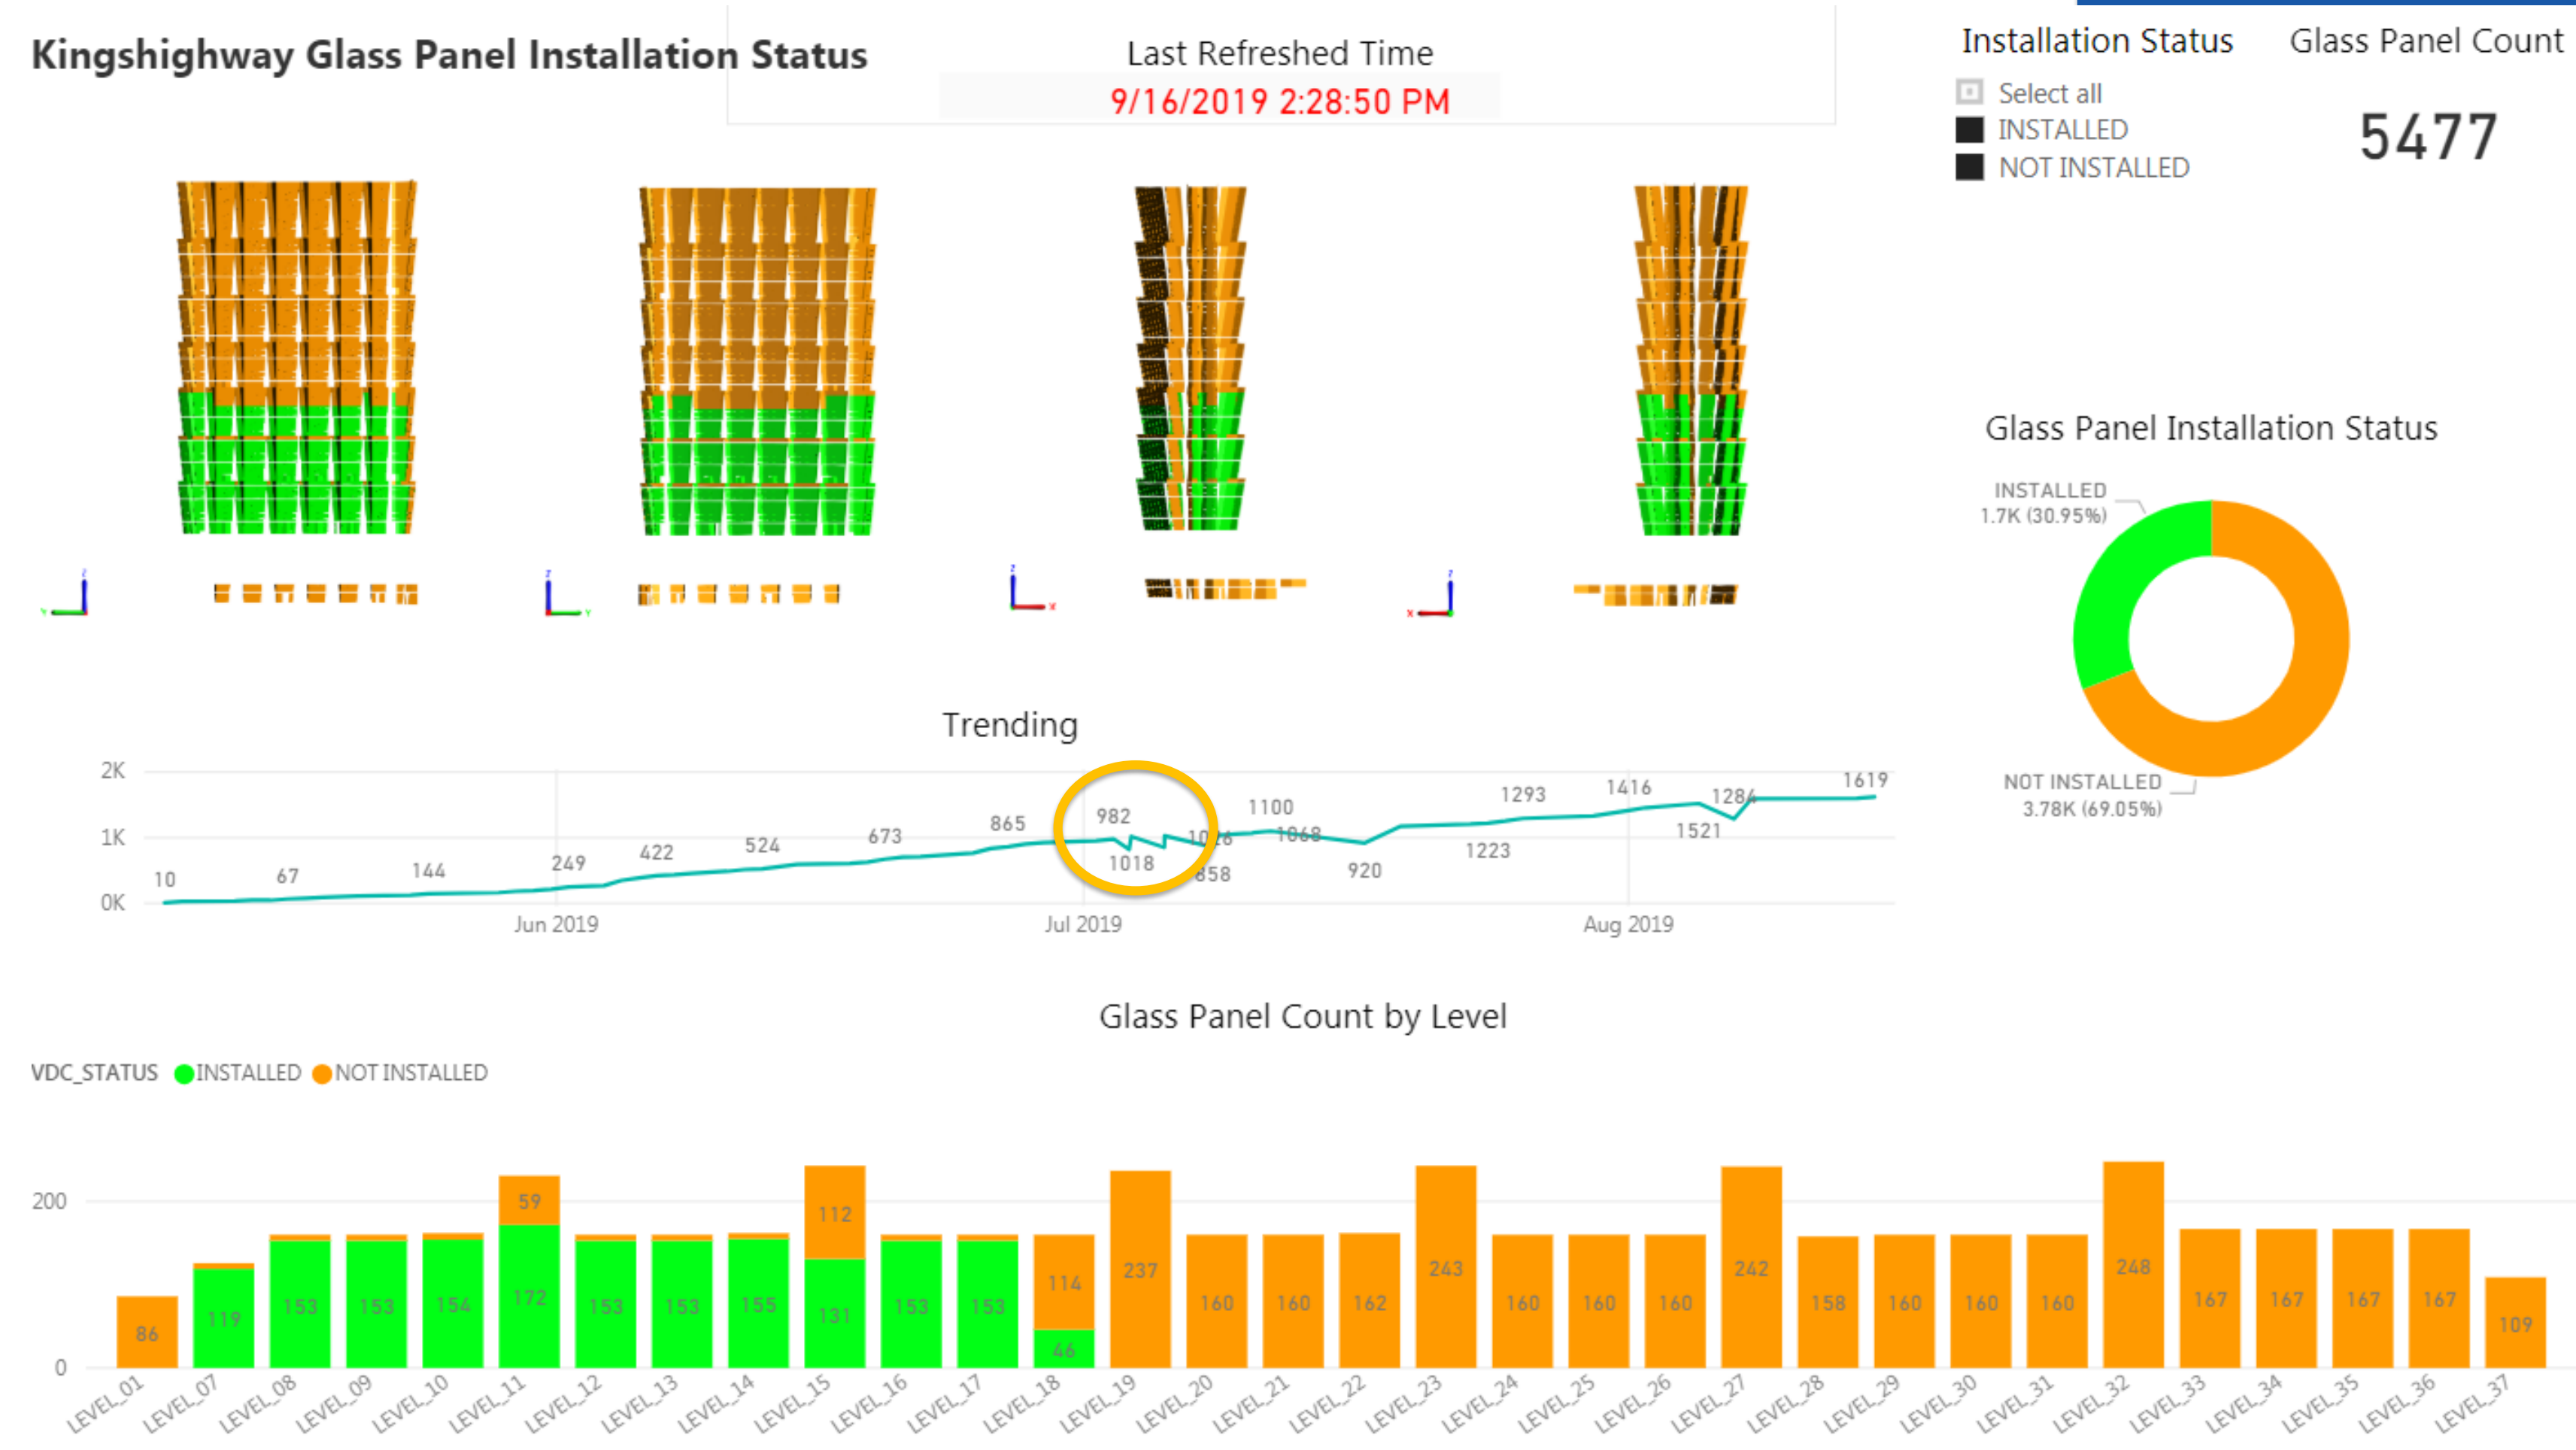 Kingshighway Glass Panel Installation Status
Last Refreshed Time
9/16/2019 2:28:50 PM
Installation Status
Select all
INSTALLED
NOT INSTALLED
Glass Panel Count
5477
Z
Y
Z
Y
Z
X
Z
X
Glass Panel Installation Status
INSTALLED
1.7K (30.95%)
NOT INSTALLED
3.78K (69.05%)
Trending
2K
1K
0K
10
67
144
249
422
524
673
865
982
1018
1026
858
1100
1068
920
1223
1293
1416
1521
1284
1619
Jun 2019
Jul 2019
Aug 2019
Glass Panel Count by Level
VDC_STATUS INSTALLED NOT INSTALLED
200
0
86
119
153
153
154
59
172
153
153
155
112
131
153
153
114
46
237
160
160
162
243
160
160
160
242
158
160
160
160
248
167
167
167
167
109
LEVEL_01
LEVEL_07
LEVEL_08
LEVEL_09
LEVEL_10
LEVEL_11
LEVEL_12
LEVEL_13
LEVEL_14
LEVEL_15
LEVEL_16
LEVEL_17
LEVEL_18
LEVEL_19
LEVEL_20
LEVEL_21
LEVEL_22
LEVEL_23
LEVEL_24
LEVEL_25
LEVEL_26
LEVEL_27
LEVEL_28
LEVEL_29
LEVEL_30
LEVEL_31
LEVEL_32
LEVEL_33
LEVEL_34
LEVEL_35
LEVEL_36
LEVEL_37